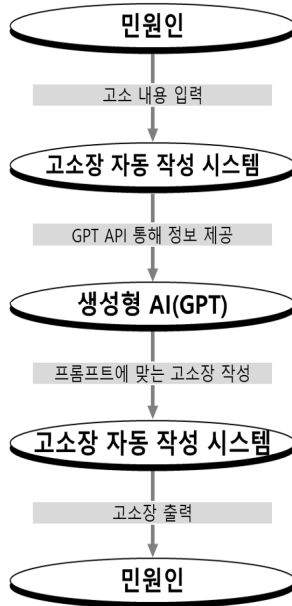 민원인
고소 내용 입력
고소장 자동 작성 시스템
GPT API 통해 정보 제공
생성형 AI(GPT)
프롬프트에 맞는 고소장 작성
고소장 자동 작성 시스템
고소장 출력
민원인